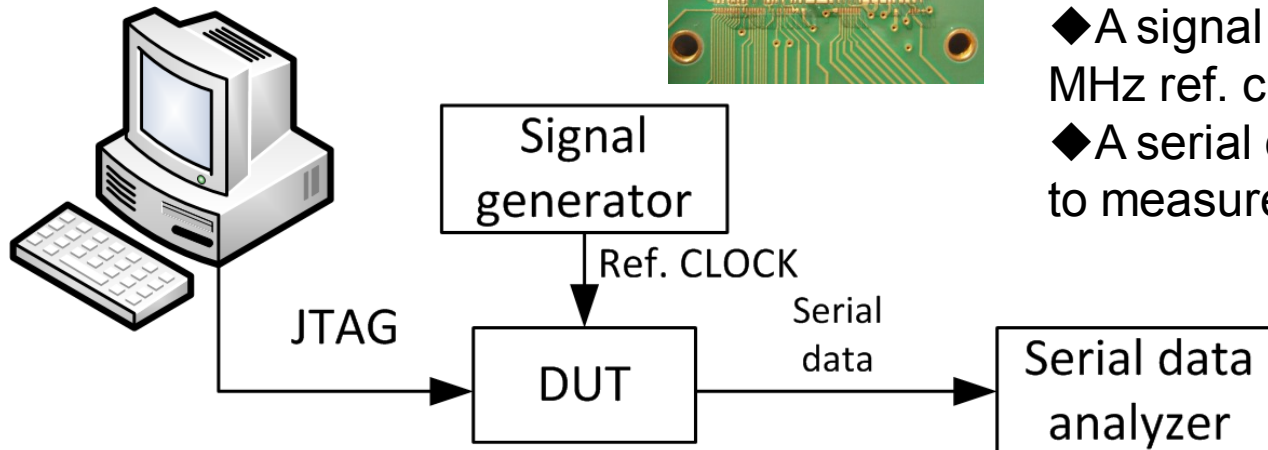 ◆A signal
MHz ref. c
◆A serial
to measure
Signal
generator
Ref. CLOCK
JTAG
Serial
data
DUT
Serial data
analyzer